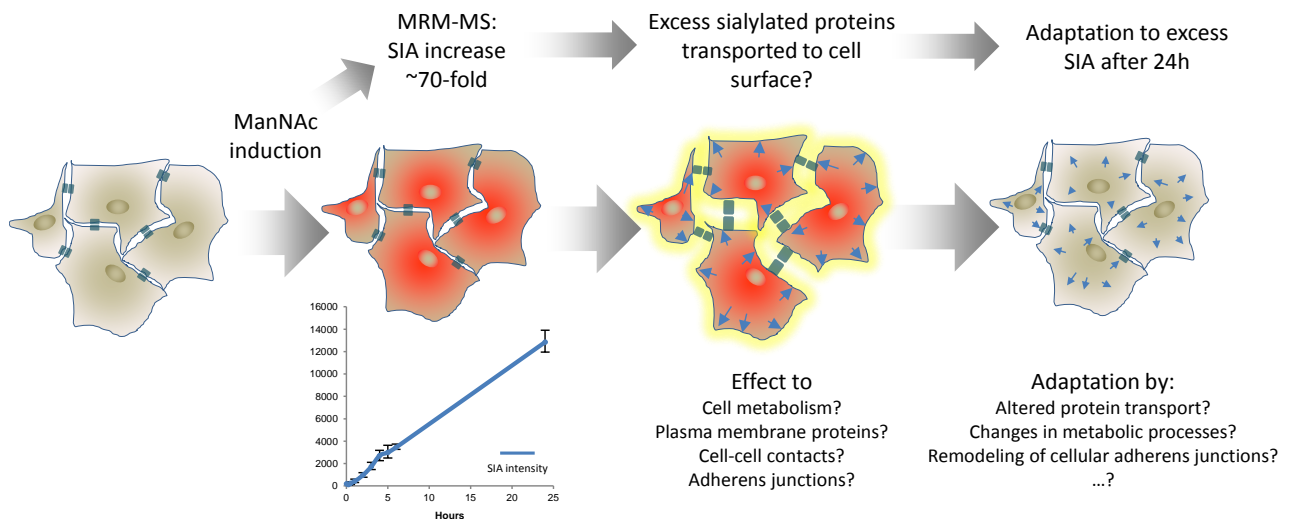 MRM-MS:
SIA increase
~70-fold
Excess sialylated proteins
transported to cell
surface?
Adaptation to excess
SIA after 24h
ManNAc
induction
16000
14000
12000
10000
8000
6000
4000
2000
0
0
5
10
15
20
25
SIA intensity
Hours
Effect to
Cell metabolism?
Plasma membrane proteins?
Cell-cell contacts?
Adherens junctions?
Adaptation by:
Altered protein transport?
Changes in metabolic processes?
Remodeling of cellular adherens junctions?
...?